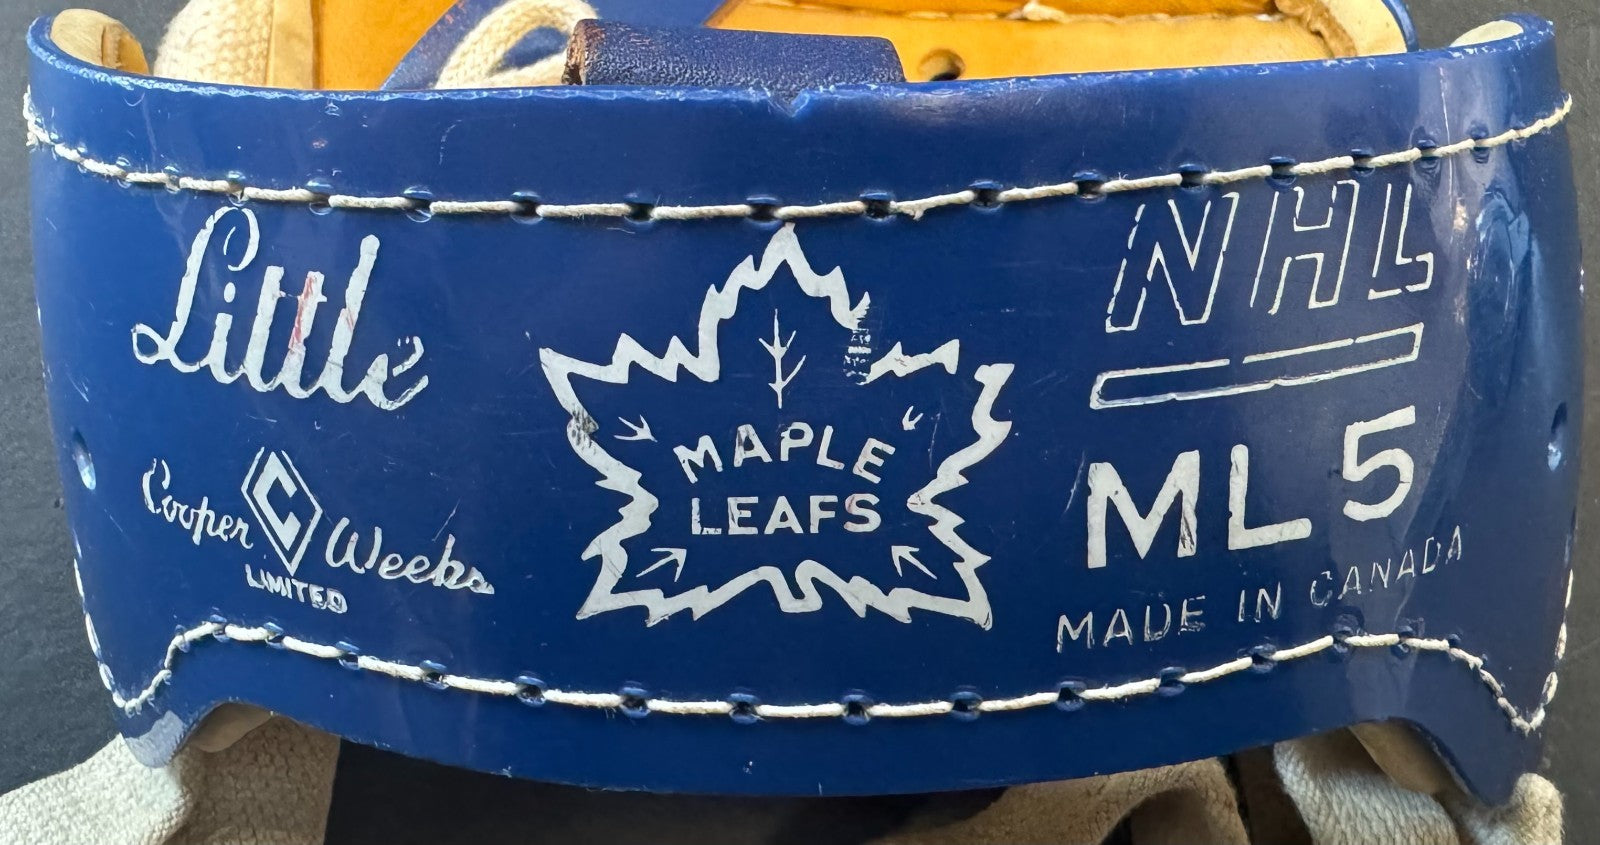 Little
Cooper C Weeks
LIMITED
MAPLE
LEAFS
NHL
ML 5
MADE IN CANADA